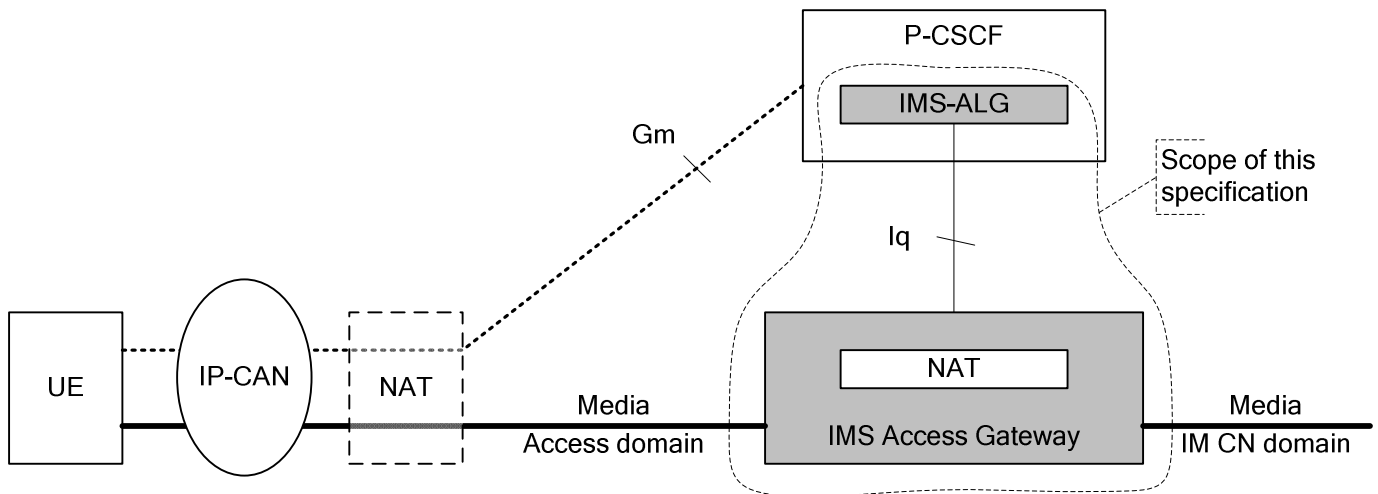 P-CSCF
IMS-ALG
Gm
Scope of this
specification
Iq
UE
IP-CAN
NAT
NAT
Media
Access domain
IMS Access Gateway
Media
IM CN domain